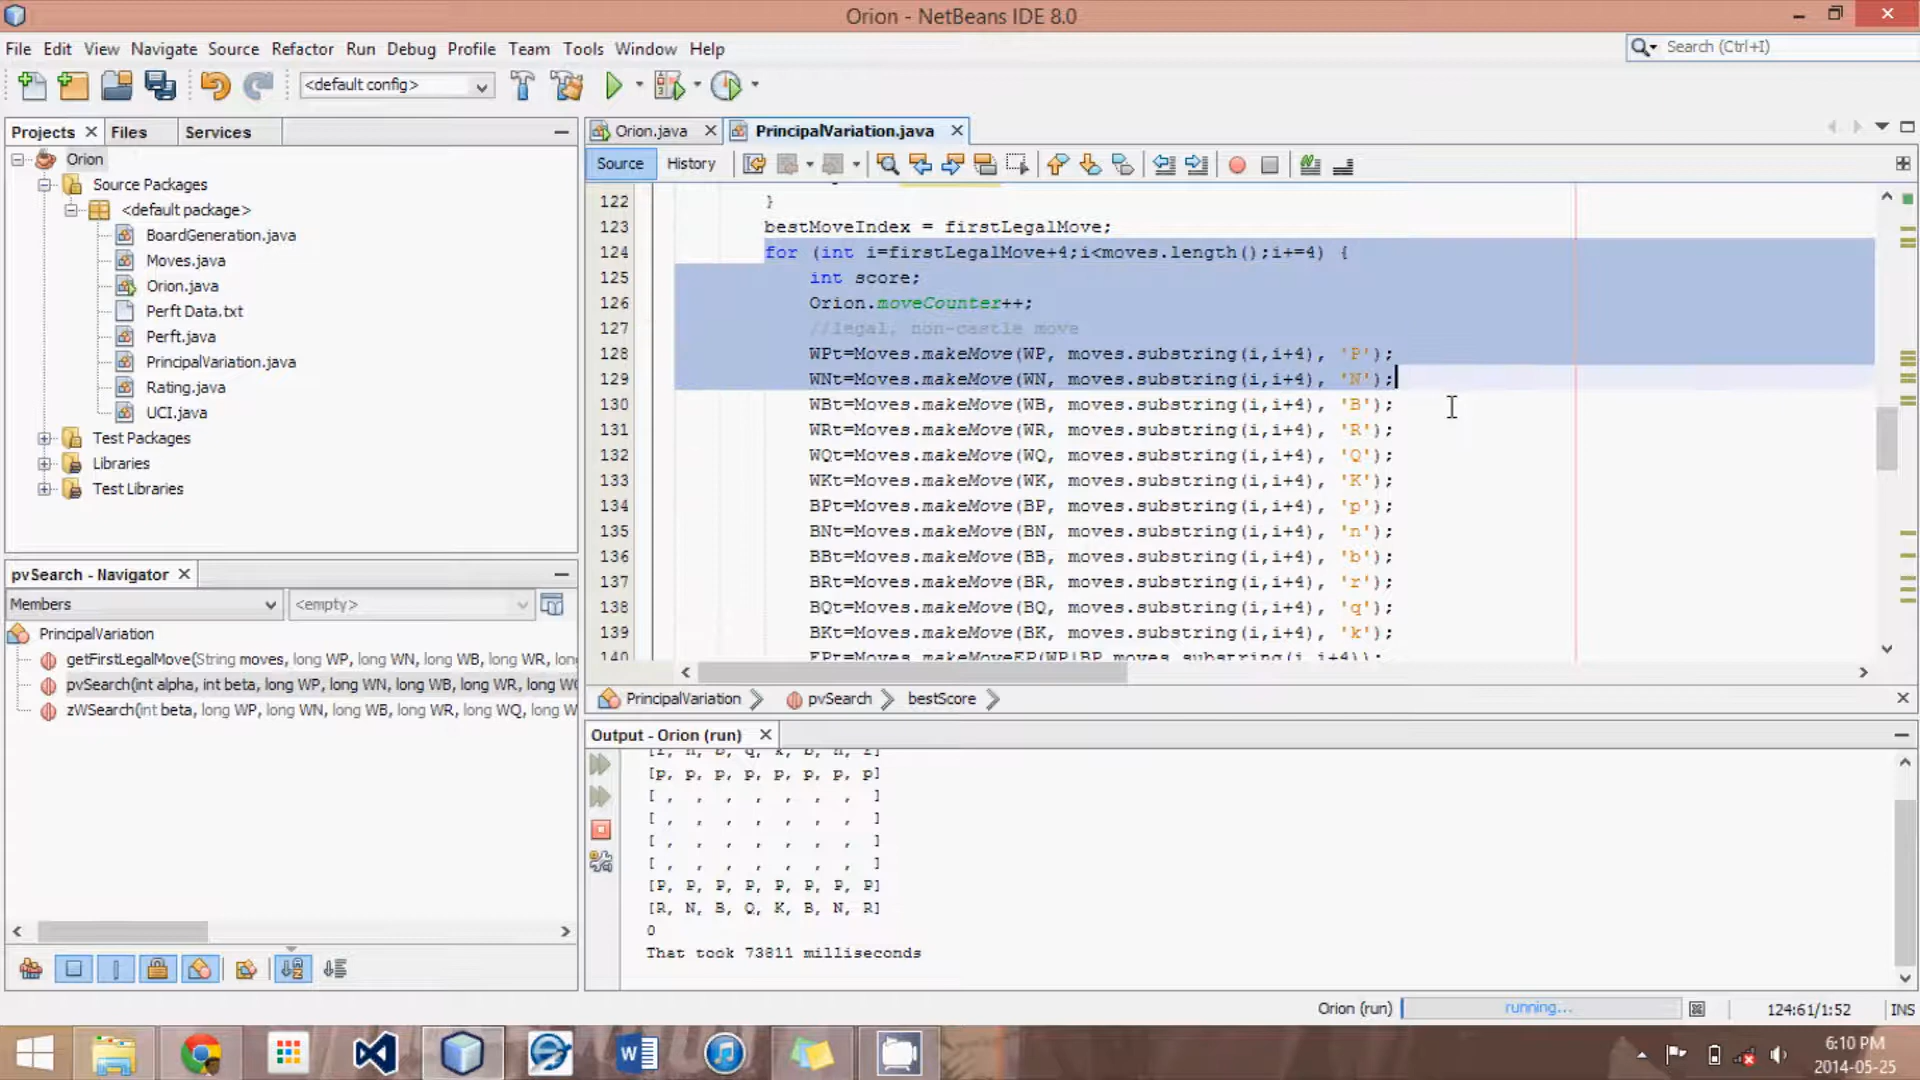 Orion - NetBeans IDE 8.0
File Edit View Navigate Source Refactor Run Debug Profile Team Tools Window Help
Search (Ctrl+I)
<default config>
Projects Files Services
Orion
Source Packages
<default package>
BoardGeneration.java
Moves.java
Orion.java
Perft Data.txt
Perft.java
PrincipalVariation.java
Rating.java
UCI.java
Test Packages
Libraries
Test Libraries
pvSearch - Navigator
Members
<empty>
PrincipalVariation
getFirstLegalMove(String moves, long WP, long WN, long WB, long WR, long
pvSearch(int alpha, int beta, long WP, long WN, long WB, long WR, long
zWSearch(int beta, long WP, long WN, long WB, long WR, long WQ, long W
Orion.java PrincipalVariation.java
Source History
122 }
123 bestMoveIndex = firstLegalMove;
124 for (int i=firstLegalMove+4;i<moves.length();i+=4) {
125 int score;
126 Orion.moveCounter++;
127 //legal, non-castle move
128 WPt=Moves.makeMove(WP, moves.substring(i,i+4), 'P');
129 WNt=Moves.makeMove(WN, moves.substring(i,i+4), 'N');
130 WBt=Moves.makeMove(WB, moves.substring(i,i+4), 'B');
131 WRt=Moves.makeMove(WR, moves.substring(i,i+4), 'R');
132 WQt=Moves.makeMove(WQ, moves.substring(i,i+4), 'Q');
133 WKt=Moves.makeMove(WK, moves.substring(i,i+4), 'K');
134 BPt=Moves.makeMove(BP, moves.substring(i,i+4), 'p');
135 BNt=Moves.makeMove(BN, moves.substring(i,i+4), 'n');
136 BBt=Moves.makeMove(BB, moves.substring(i,i+4), 'b');
137 BRt=Moves.makeMove(BR, moves.substring(i,i+4), 'r');
138 BQt=Moves.makeMove(BQ, moves.substring(i,i+4), 'q');
139 BKt=Moves.makeMove(BK, moves.substring(i,i+4), 'k');
140 EPt=Moves.makeMoveEP(WP|BP,moves.substring(i,i+4));
PrincipalVariation pvSearch bestScore
Output - Orion (run)
[r, n, b, q, k, b, n, r]
[p, p, p, p, p, p, p, p]
[ , , , , , , , ]
[ , , , , , , , ]
[ , , , , , , , ]
[ , , , , , , , ]
[P, P, P, P, P, P, P, P]
[R, N, B, Q, K, B, N, R]
0
That took 73811 milliseconds
Orion (run) running... 124:61/1:52 INS
6:10 PM
2014-05-25